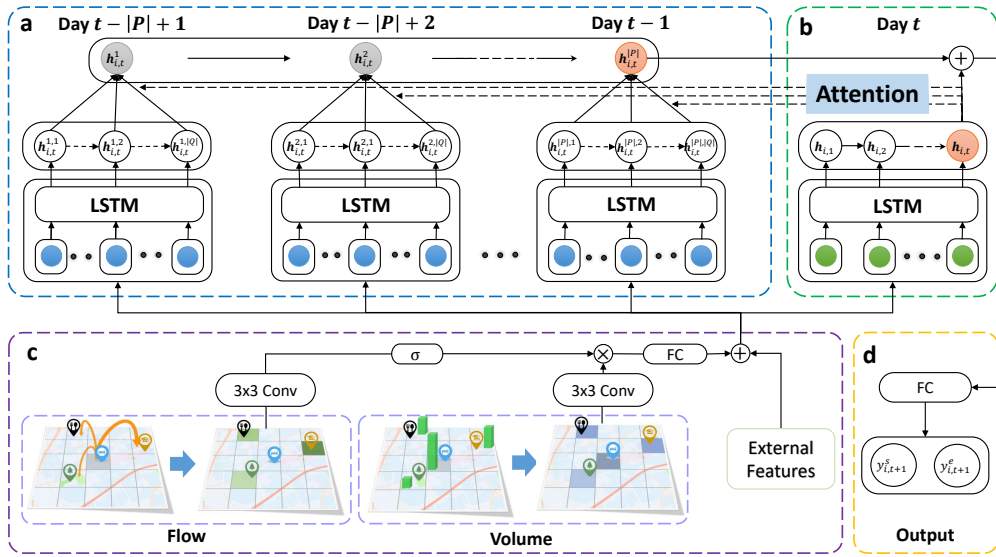 a
Day t − |P| + 1
Day t − |P| + 2
Day t − 1
b
Day t
h¹ᵢ,ₜ
h²ᵢ,ₜ
h^{|P|}_{i,t}
+
Attention
h^{1,1}_{i,t}
h^{1,2}_{i,t}
h^{1,|Q|}_{i,t}
h^{2,1}_{i,t}
h^{2,1}_{i,t}
h^{2,|Q|}_{i,t}
h^{|P|,1}_{i,t}
h^{|P|,2}_{i,t}
h^{|P|,|Q|}_{i,t}
h_{i,1}
h_{i,2}
h_{i,t}
LSTM
LSTM
LSTM
LSTM
c
σ
×
FC
+
3x3 Conv
3x3 Conv
External
Features
Flow
Volume
d
FC
y^s_{i,t+1}
y^e_{i,t+1}
Output